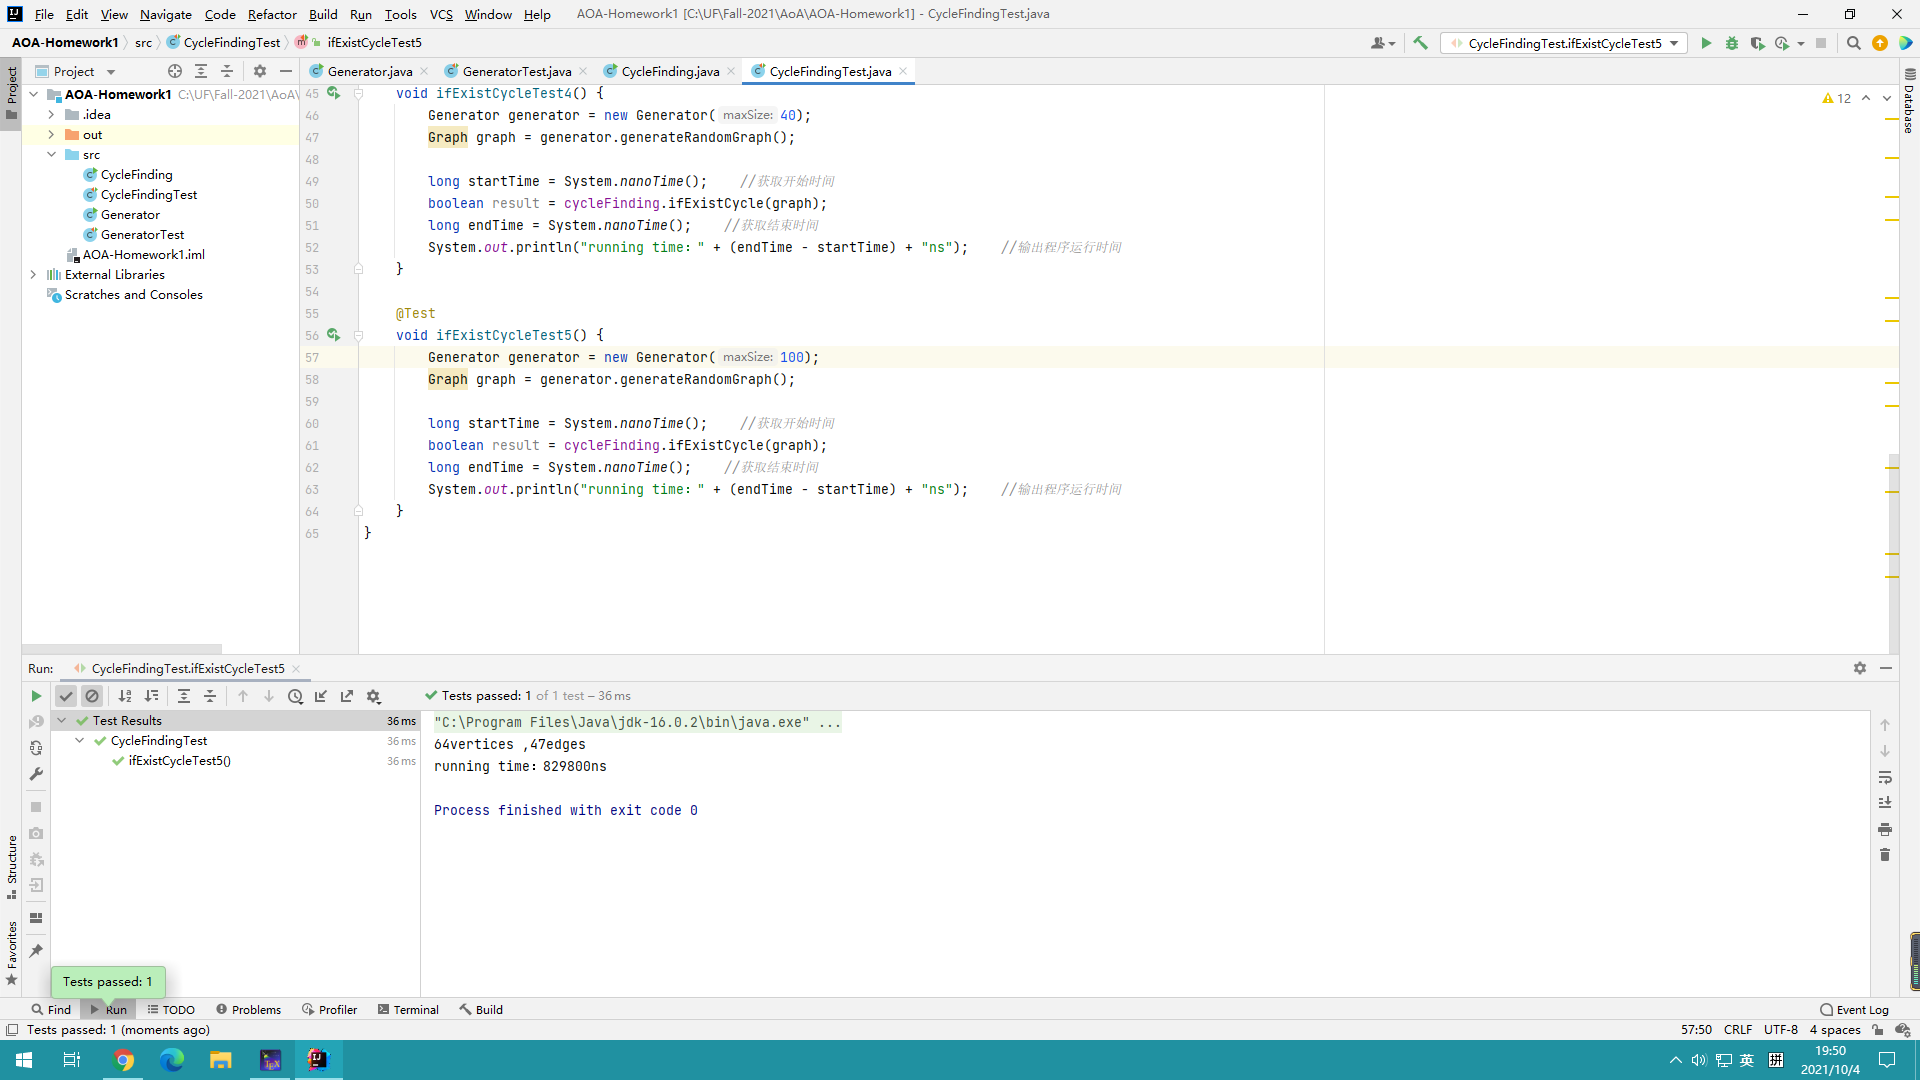 File Edit View Navigate Code Refactor Build Run Tools VCS Window Help AOA-Homework1 [C:\UF\Fall-2021\AoA\AOA-Homework1] - CycleFindingTest.java
AOA-Homework1 src CycleFindingTest ifExistCycleTest5 CycleFindingTest.ifExistCycleTest5
Project
Generator.java GeneratorTest.java CycleFinding.java CycleFindingTest.java
Project
Database
AOA-Homework1 C:\UF\Fall-2021\AoA\
.idea
out
src
CycleFinding
CycleFindingTest
Generator
GeneratorTest
AOA-Homework1.iml
External Libraries
Scratches and Consoles
12
45 void ifExistCycleTest4() {
46 Generator generator = new Generator( maxSize: 40);
47 Graph graph = generator.generateRandomGraph();
48
49 long startTime = System.nanoTime(); //获取开始时间
50 boolean result = cycleFinding.ifExistCycle(graph);
51 long endTime = System.nanoTime(); //获取结束时间
52 System.out.println("running time: " + (endTime - startTime) + "ns"); //输出程序运行时间
53 }
54
55 @Test
56 void ifExistCycleTest5() {
57 Generator generator = new Generator( maxSize: 100);
58 Graph graph = generator.generateRandomGraph();
59
60 long startTime = System.nanoTime(); //获取开始时间
61 boolean result = cycleFinding.ifExistCycle(graph);
62 long endTime = System.nanoTime(); //获取结束时间
63 System.out.println("running time: " + (endTime - startTime) + "ns"); //输出程序运行时间
64 }
65 }
Run: CycleFindingTest.ifExistCycleTest5
Tests passed: 1 of 1 test – 36 ms
Test Results 36 ms
CycleFindingTest 36 ms
ifExistCycleTest5() 36 ms
"C:\Program Files\Java\jdk-16.0.2\bin\java.exe" ...
64vertices ,47edges
running time: 829800ns
Process finished with exit code 0
Structure
Favorites
Tests passed: 1
Find Run TODO Problems Profiler Terminal Build Event Log
Tests passed: 1 (moments ago) 57:50 CRLF UTF-8 4 spaces
英 拼 19:50
2021/10/4